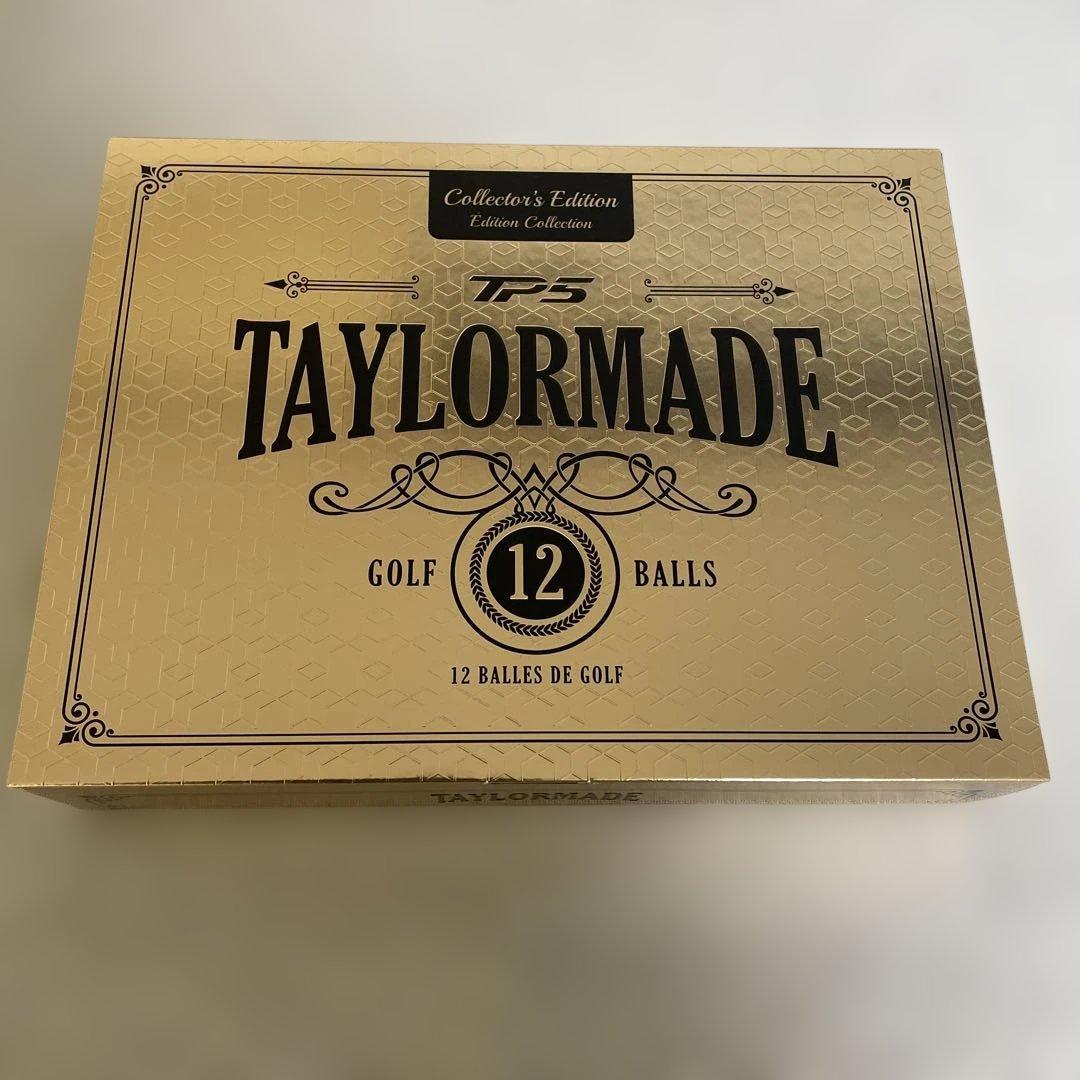 Collector's Edition
Édition Collection
TP5
TAYLORMADE
GOLF 12 BALLS
12 BALLES DE GOLF
TAYLORMADE